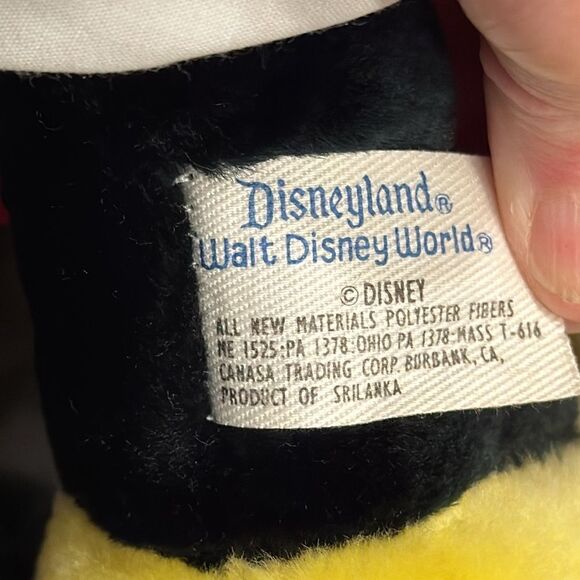 Disneyland®
Walt Disney World®
© DISNEY
ALL NEW MATERIALS POLYESTER FIBERS
ME 1525:PA 1378:OHIO PA 1378-MASS T-616
CANASA TRADING CORP. BURBANK, CA,
PRODUCT OF SRILANKA